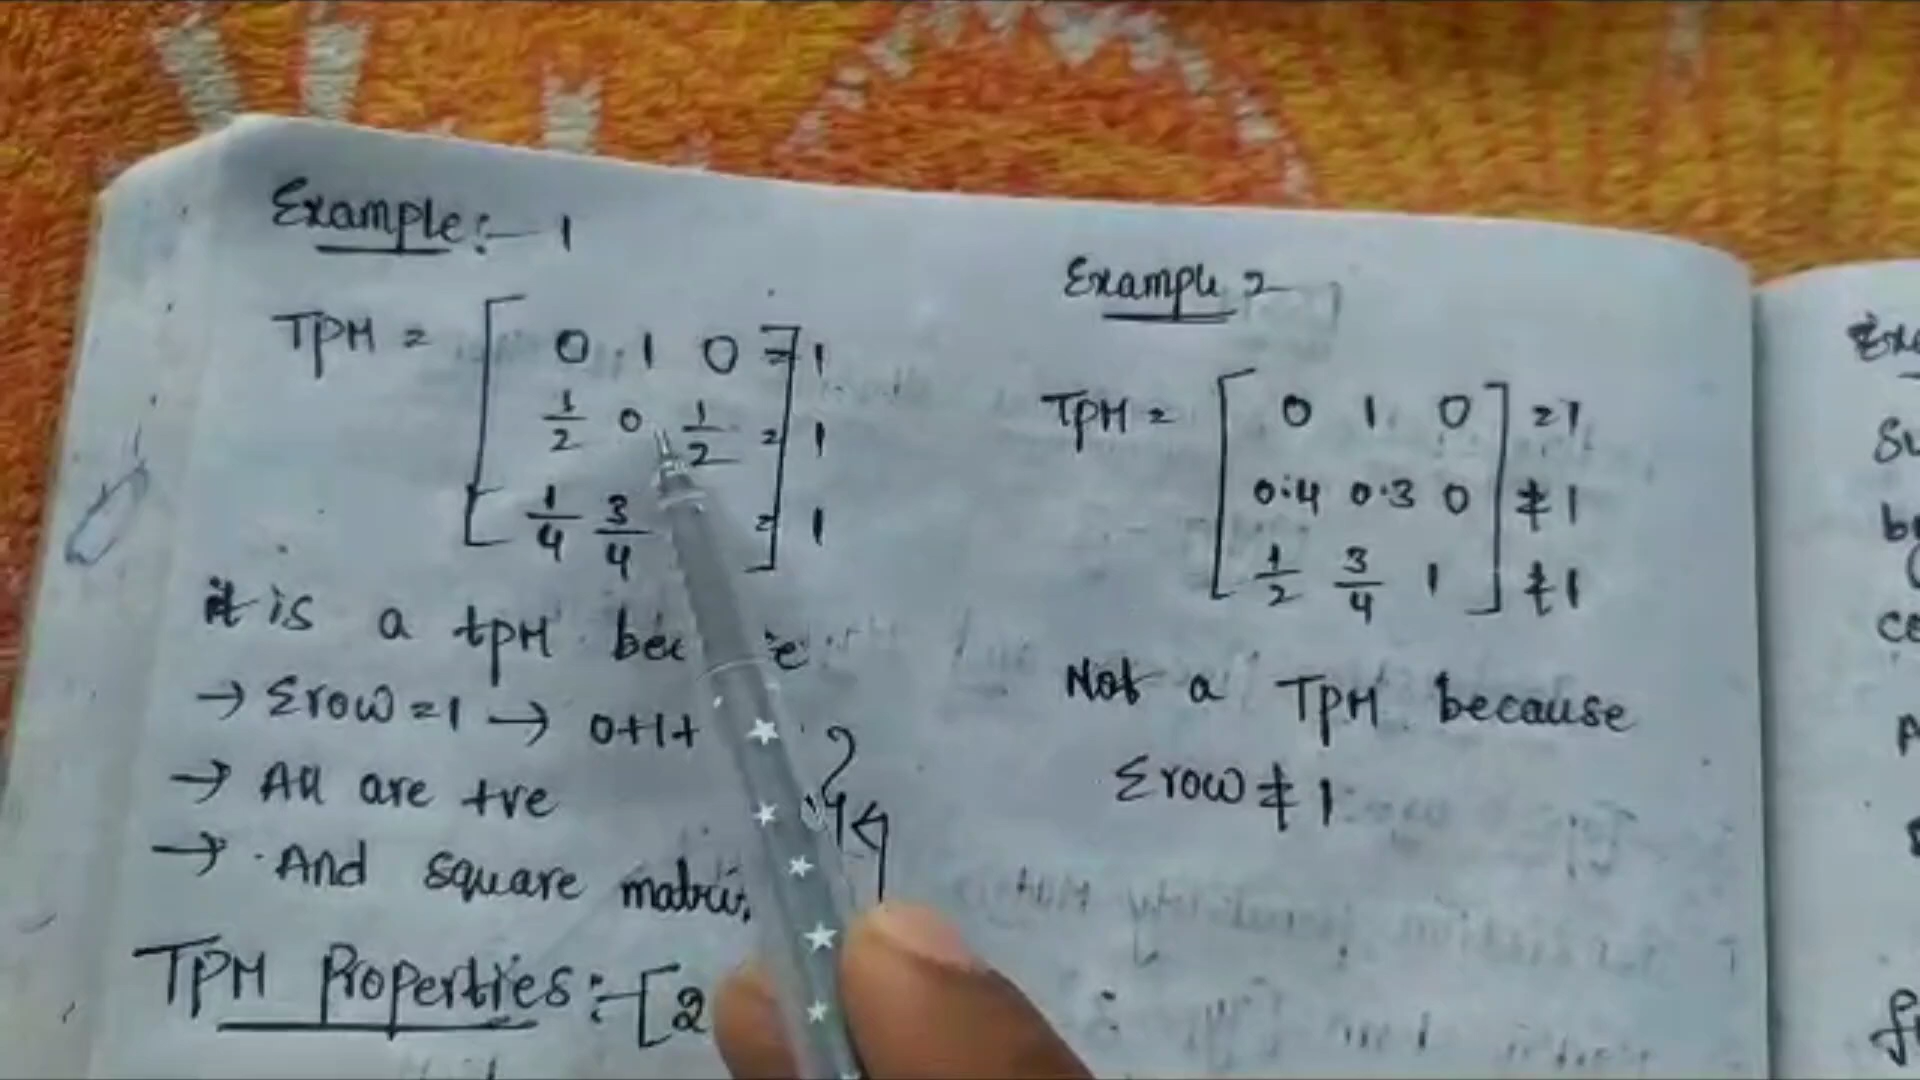 Example:- 1
TPM = [ 0 1 0 ] = 1
1/2 0 1/2 = 1
1/4 3/4 = 1
it is a tpM
→ Σrow = 1 → 0+1+
→ All are +ve
→ And square
TPM Properties:- [2
Example 2
TPM = [ 0 1 0 ] = 1
0.4 0.3 0 ≠ 1
1/2 3/4 1 ≠ 1
Not a TPM because
Σrow ≠ 1